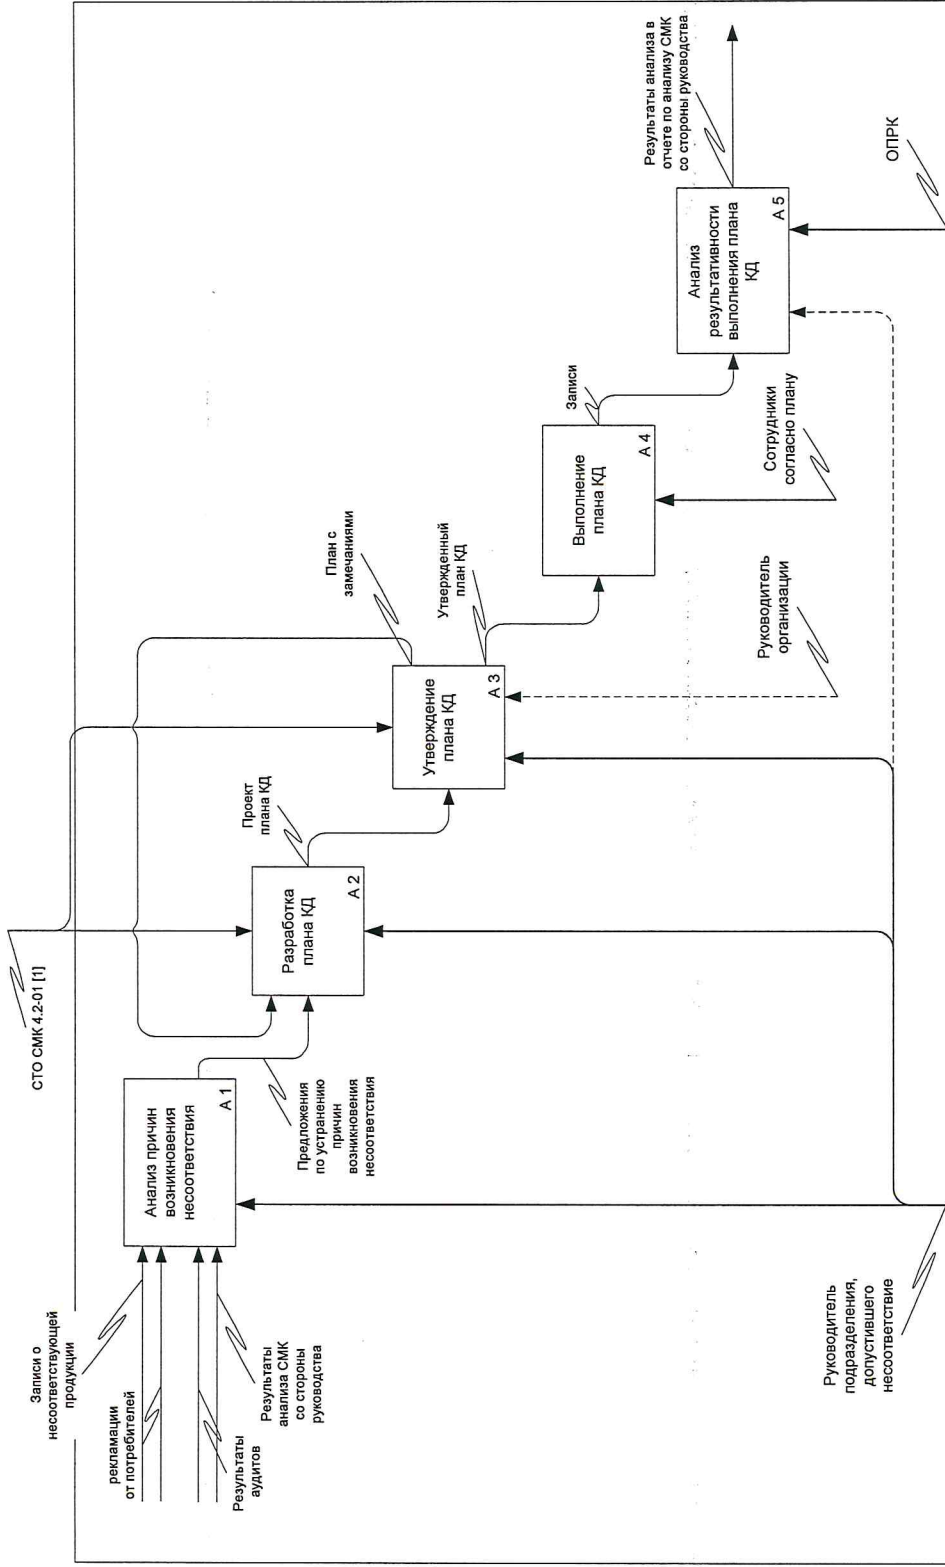 СТО СМК 4.2-01 [1]
Записи о
несоответствующей
продукции
рекламации
от потребителей
Результаты
аудитов
Результаты
анализа СМК
со стороны
руководства
Анализ причин
возникновения
несоответствия
А 1
Предложения
по устранению
причин
возникновения
несоответствия
Разработка
плана КД
А 2
Проект
плана КД
Утверждение
плана КД
А 3
План с
замечаниями
Утвержденный
план КД
Выполнение
плана КД
А 4
Записи
Анализ
результативности
выполнения плана
КД
А 5
Результаты анализа в
отчете по анализу СМК
со стороны руководства
Руководитель
подразделения,
допустившего
несоответствие
Руководитель
организации
Сотрудники
согласно плану
ОПРК